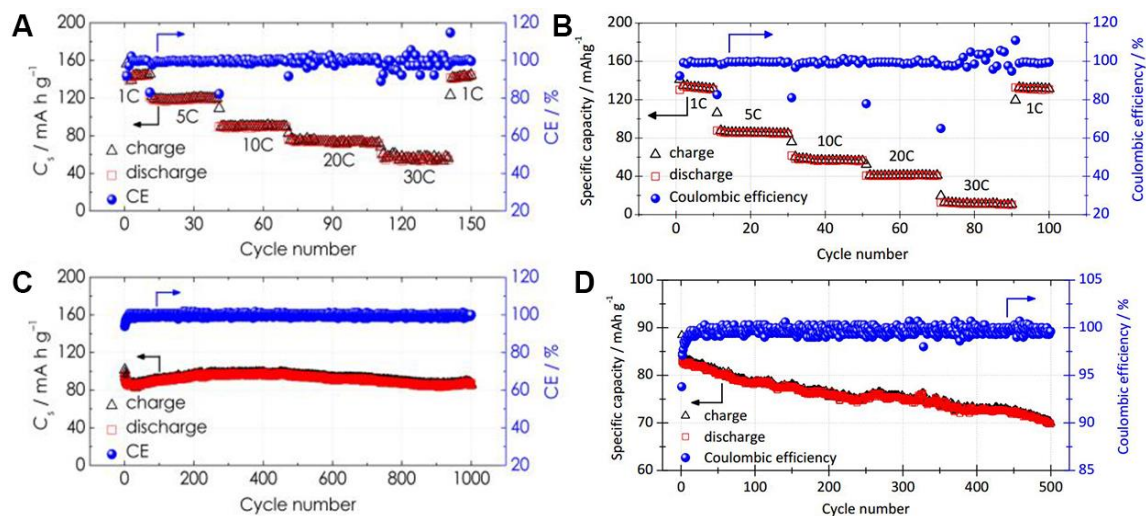 A
C_s / mA h g⁻¹
200
160
120
80
40
0
1C
5C
10C
20C
30C
1C
charge
discharge
CE
0
30
60
90
120
150
Cycle number
120
100
80
60
40
20
CE / %
B
Specific capacity / mAhg⁻¹
200
160
120
80
40
0
1C
5C
10C
20C
30C
1C
charge
discharge
Coulombic efficiency
0
20
40
60
80
100
Cycle number
120
100
80
60
40
20
Coulombic efficiency / %
C
C_s / mA h g⁻¹
200
160
120
80
40
0
charge
discharge
CE
0
200
400
600
800
1000
Cycle number
120
100
80
60
40
20
CE / %
D
Specific capacity / mAh g⁻¹
100
90
80
70
60
charge
discharge
Coulombic efficiency
0
100
200
300
400
500
Cycle number
105
100
95
90
85
Coulombic efficiency / %